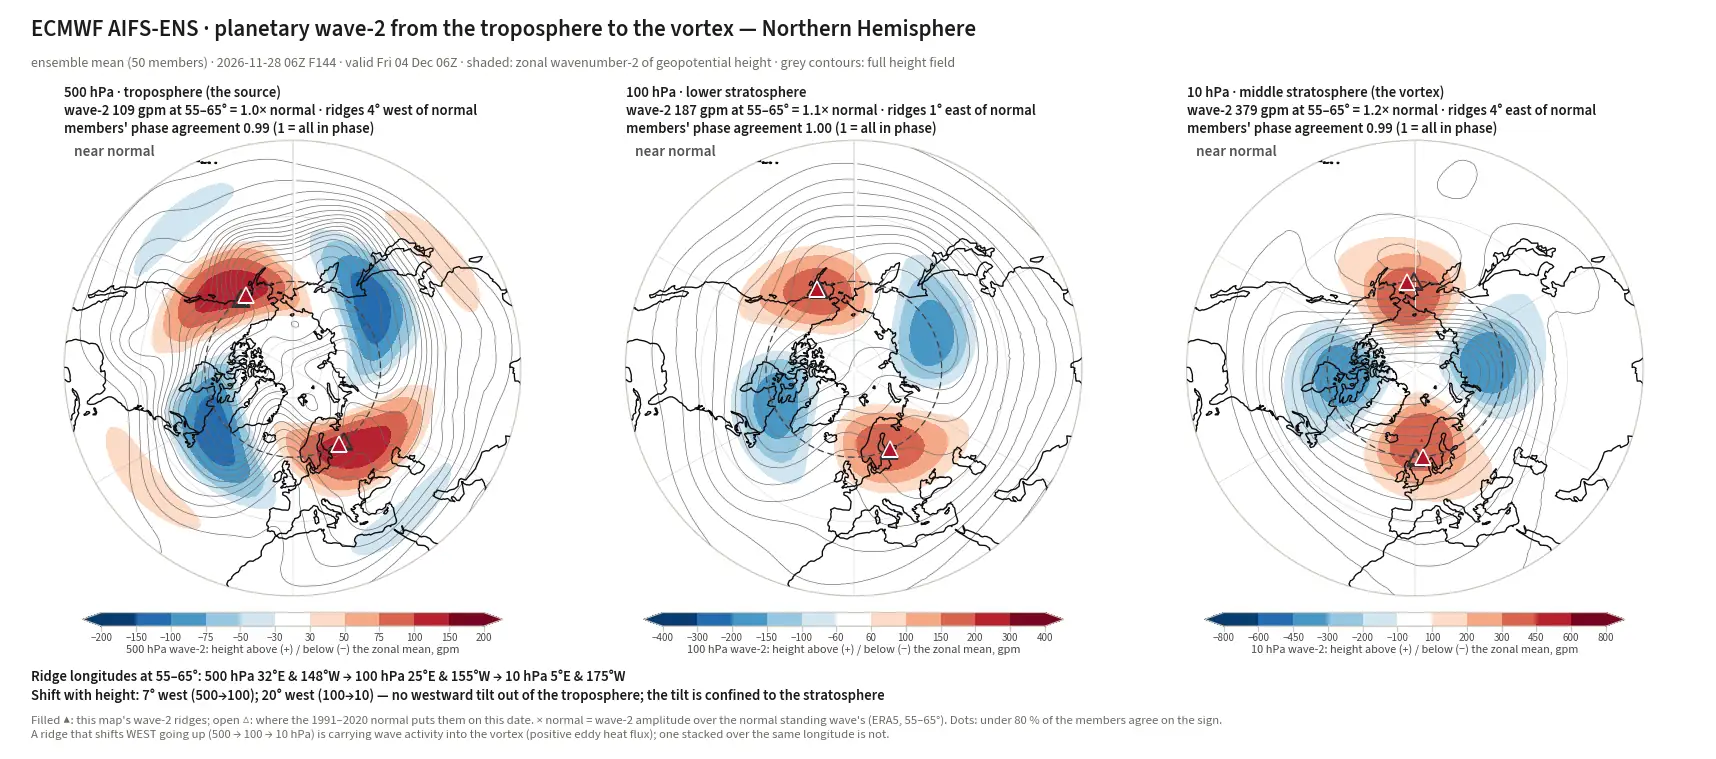 ECMWF AIFS-ENS · planetary wave-2 from the troposphere to the vortex — Northern Hemisphere
ensemble mean (50 members) · 2026-11-28 06Z F144 · valid Fri 04 Dec 06Z · shaded: zonal wavenumber-2 of geopotential height · grey contours: full height field
500 hPa · troposphere (the source)
wave-2 109 gpm at 55–65° = 1.0× normal · ridges 4° west of normal
members' phase agreement 0.99 (1 = all in phase)
near normal
100 hPa · lower stratosphere
wave-2 187 gpm at 55–65° = 1.1× normal · ridges 1° east of normal
members' phase agreement 1.00 (1 = all in phase)
near normal
10 hPa · middle stratosphere (the vortex)
wave-2 379 gpm at 55–65° = 1.2× normal · ridges 4° east of normal
members' phase agreement 0.99 (1 = all in phase)
near normal
−200 −150 −100 −75 −50 −30 30 50 75 100 150 200
500 hPa wave-2: height above (+) / below (−) the zonal mean, gpm
−400 −300 −200 −150 −100 −60 60 100 150 200 300 400
100 hPa wave-2: height above (+) / below (−) the zonal mean, gpm
−800 −600 −450 −300 −200 −100 100 200 300 450 600 800
10 hPa wave-2: height above (+) / below (−) the zonal mean, gpm
Ridge longitudes at 55–65°: 500 hPa 32°E & 148°W → 100 hPa 25°E & 155°W → 10 hPa 5°E & 175°W
Shift with height: 7° west (500→100); 20° west (100→10) — no westward tilt out of the troposphere; the tilt is confined to the stratosphere
Filled ▲: this map's wave-2 ridges; open △: where the 1991–2020 normal puts them on this date. × normal = wave-2 amplitude over the normal standing wave's (ERA5, 55–65°). Dots: under 80 % of the members agree on the sign.
A ridge that shifts WEST going up (500 → 100 → 10 hPa) is carrying wave activity into the vortex (positive eddy heat flux); one stacked over the same longitude is not.